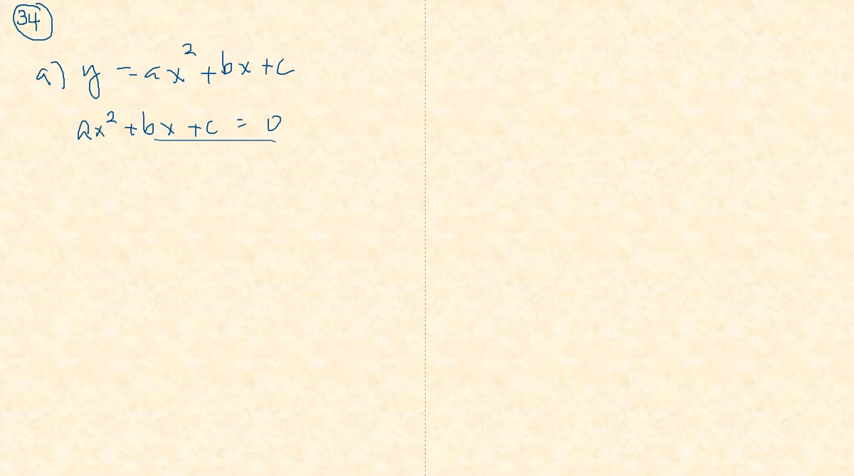 34
a) y = ax² + bx + c
ax² + bx + c = 0